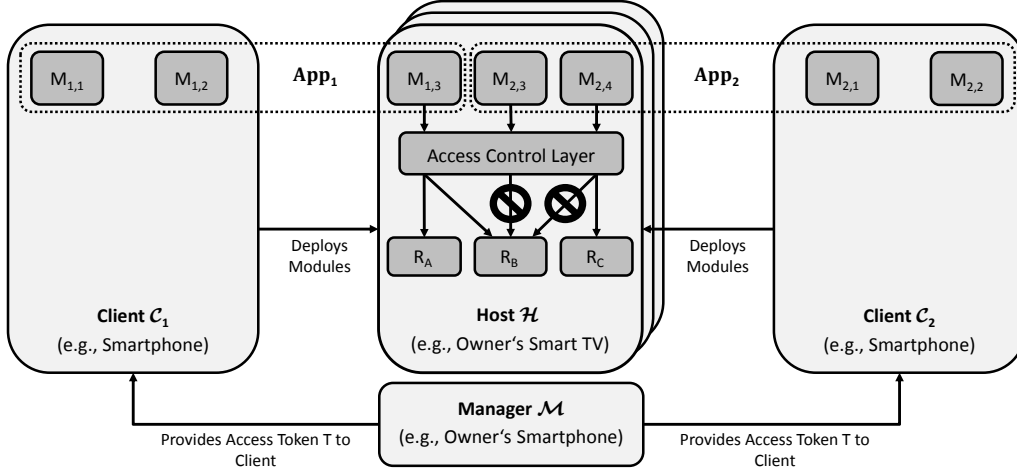 M1,1
M1,2
App1
M1,3
M2,3
M2,4
App2
M2,1
M2,2
Access Control Layer
RA
RB
RC
Deploys
Modules
Deploys
Modules
Client C1
(e.g., Smartphone)
Host H
(e.g., Owner‘s Smart TV)
Client C2
(e.g., Smartphone)
Manager M
(e.g., Owner‘s Smartphone)
Provides Access Token T to
Client
Provides Access Token T to
Client